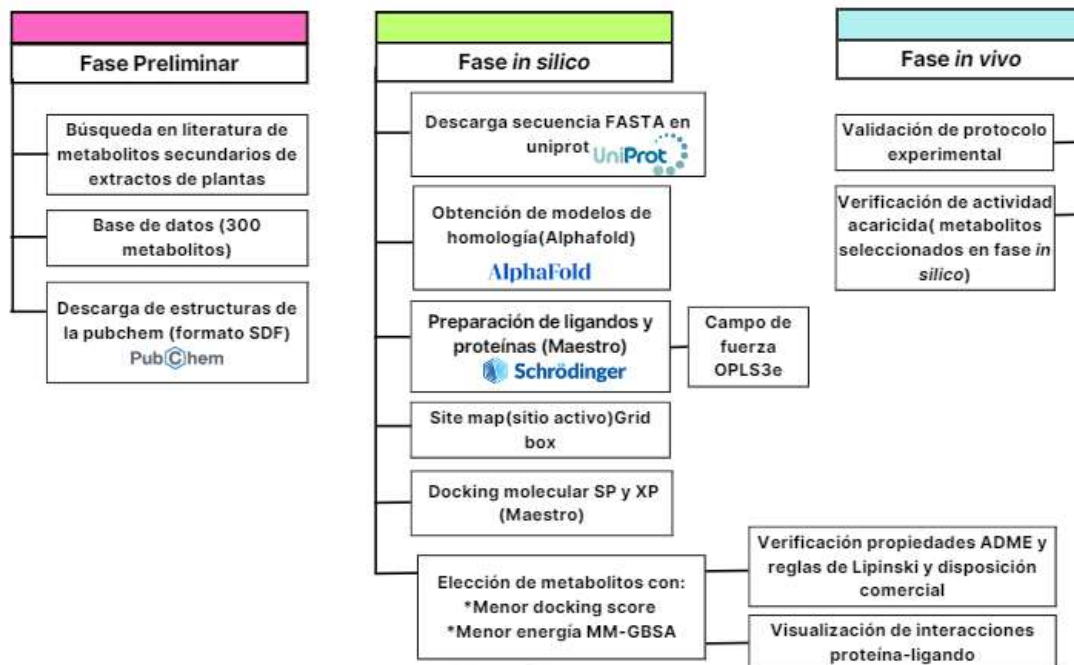 Fase Preliminar
Búsqueda en literatura de
metabolitos secundarios de
extractos de plantas
Base de datos (300
metabolitos)
Descarga de estructuras de
la pubchem (formato SDF)
PubChem
Fase in silico
Descarga secuencia FASTA en
uniprot
UniProt
Obtención de modelos de
homología(Alphafold)
AlphaFold
Preparación de ligandos y
proteínas (Maestro)
Schrödinger
Campo de
fuerza
OPLS3e
Site map(sitio activo)Grid
box
Docking molecular SP y XP
(Maestro)
Elección de metabolitos con:
*Menor docking score
*Menor energía MM-GBSA
Verificación propiedades ADME y
reglas de Lipinski y disposición
comercial
Visualización de interacciones
proteína-ligando
Fase in vivo
Validación de protocolo
experimental
Verificación de actividad
acaricida( metabolitos
seleccionados en fase in
silico)